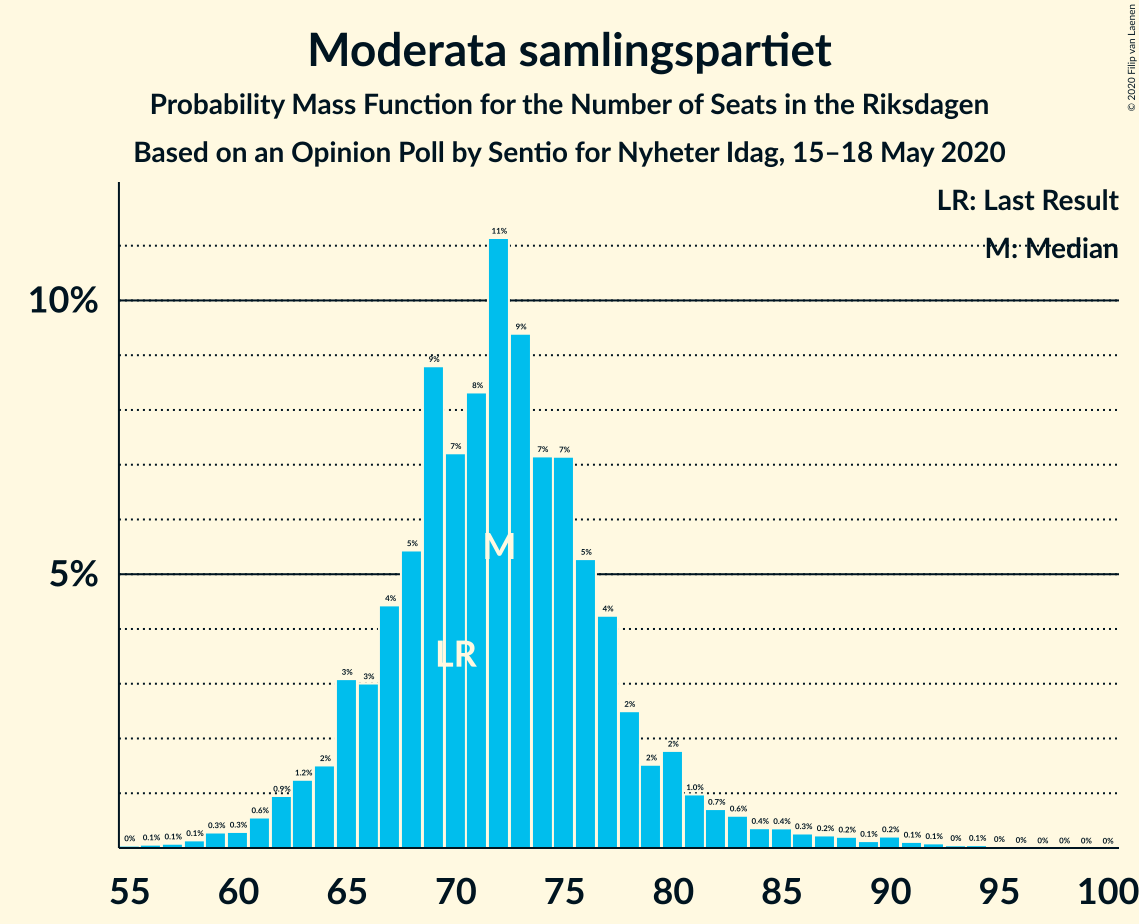 Moderata samlingspartiet
Probability Mass Function for the Number of Seats in the Riksdagen
Based on an Opinion Poll by Sentio for Nyheter Idag, 15–18 May 2020
© 2020 Filip van Laenen
LR: Last Result
M: Median
10%
5%
0% 0.1% 0.1% 0.1% 0.3% 0.3% 0.6% 0.9% 1.2% 2% 3% 3% 4% 5% 9% 7% 8% 11% 9% 7% 7% 5% 4% 2% 2% 2% 1.0% 0.7% 0.6% 0.4% 0.4% 0.3% 0.2% 0.2% 0.1% 0.2% 0.1% 0.1% 0% 0.1% 0% 0% 0% 0% 0% 0%
M
LR
55 60 65 70 75 80 85 90 95 100